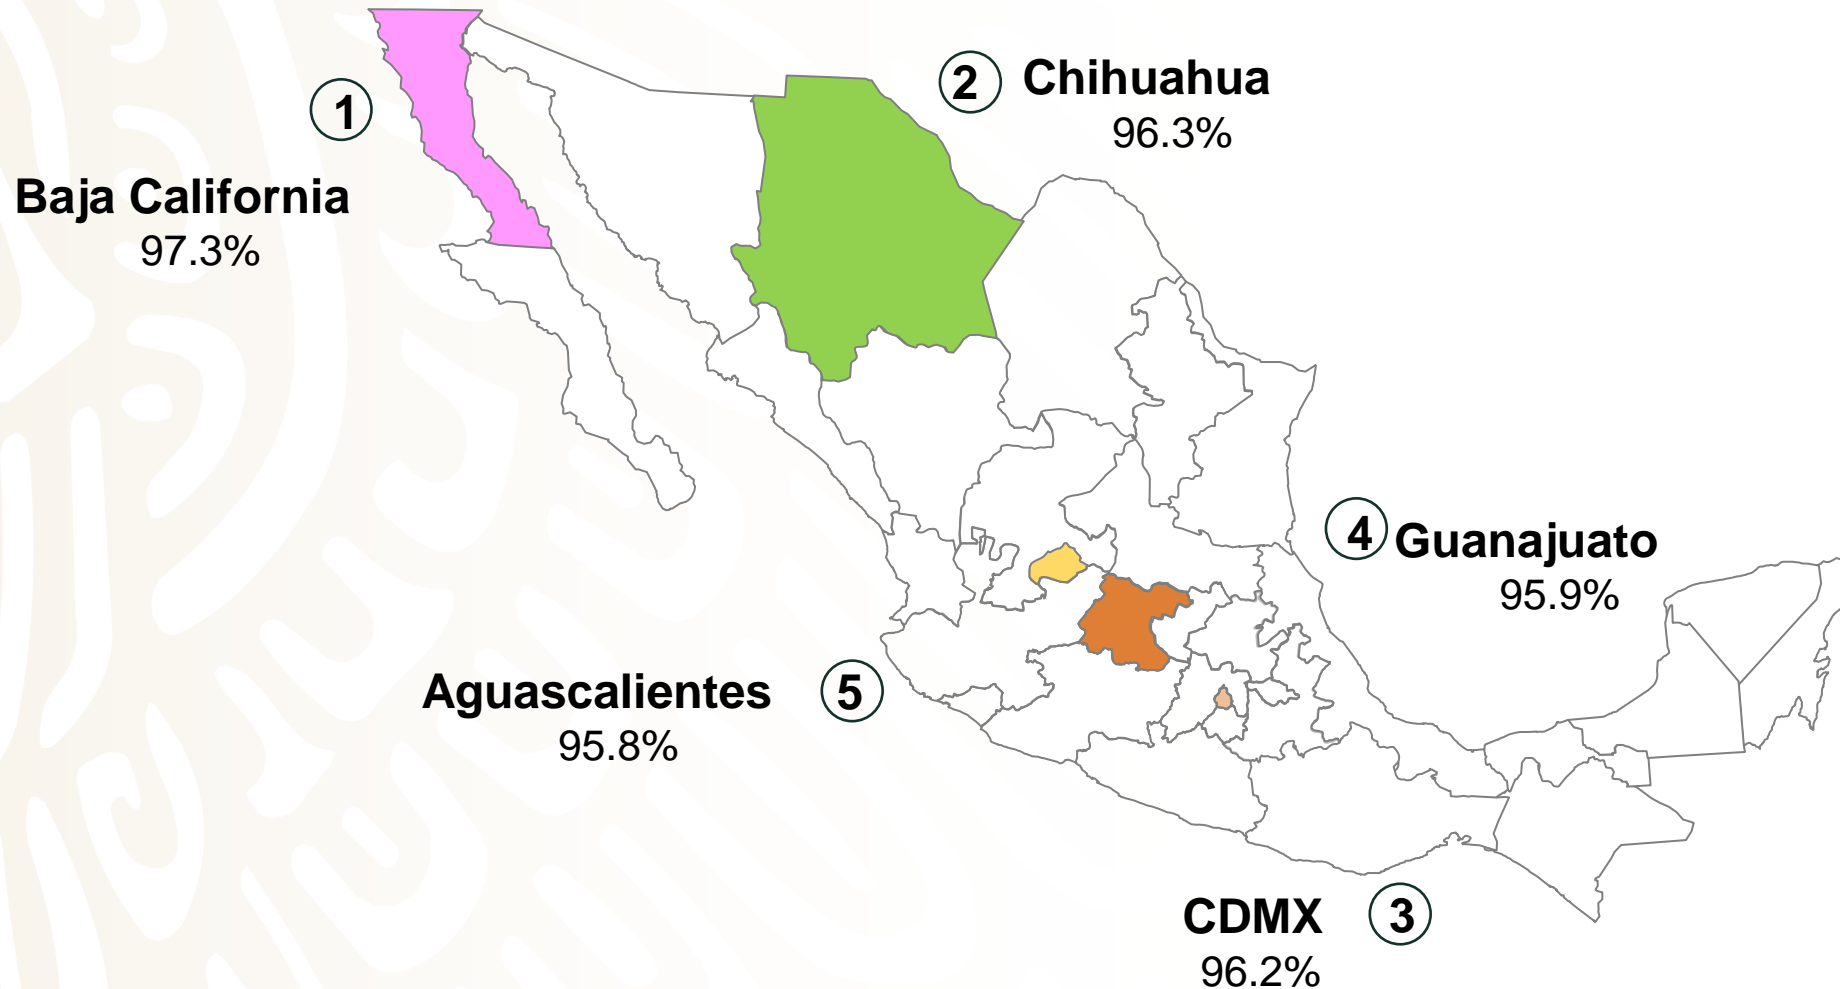 1
Baja California
97.3%
2 Chihuahua
96.3%
4 Guanajuato
95.9%
Aguascalientes 5
95.8%
CDMX 3
96.2%